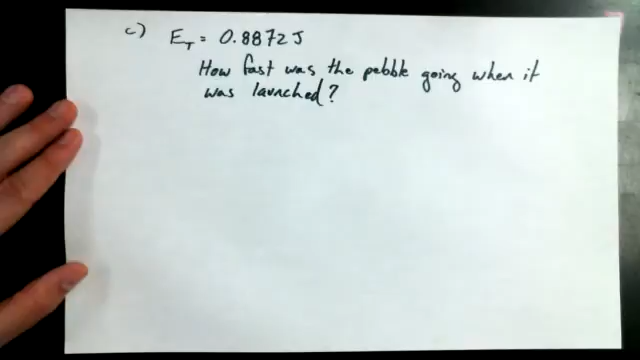 c) E_T = 0.8872 J
How fast was the pebble going when it
was launched?